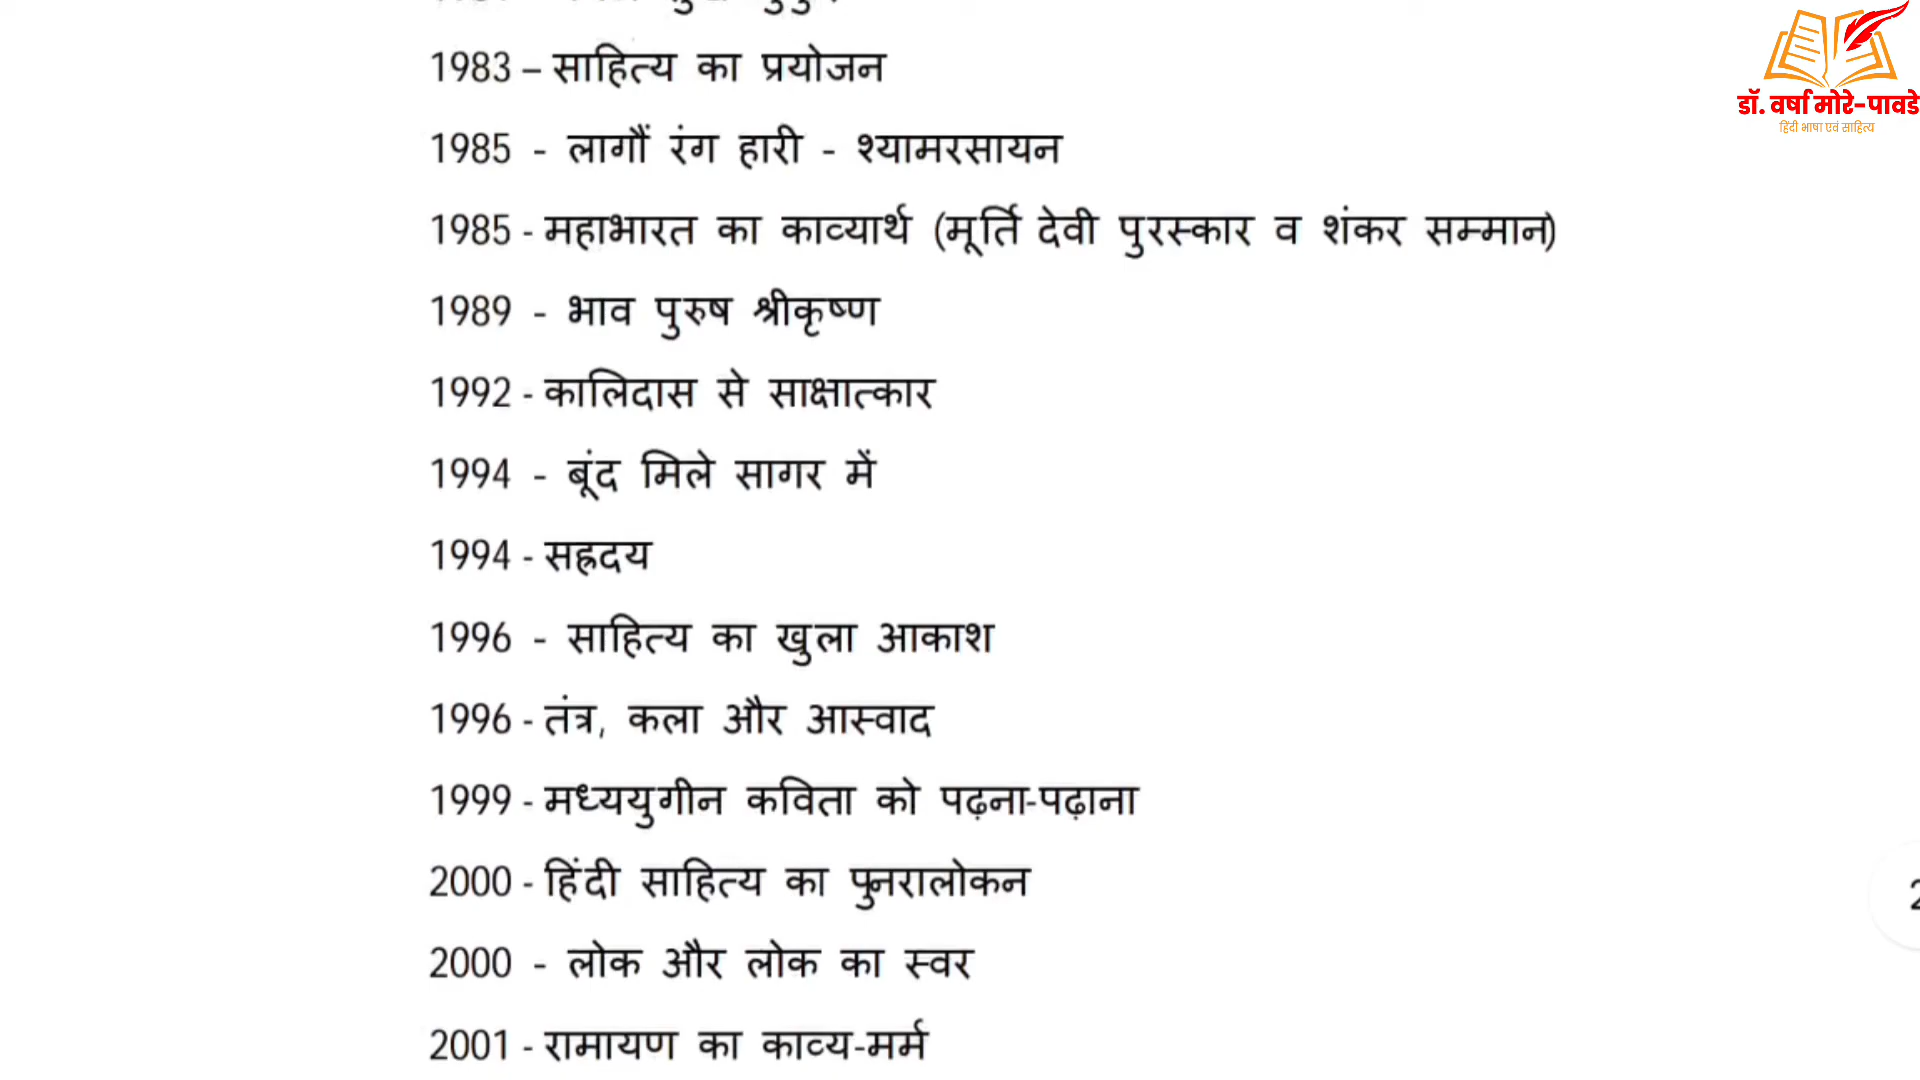 1983 – साहित्य का प्रयोजन
1985 - लागौं रंग हारी - श्यामरसायन
1985 - महाभारत का काव्यार्थ (मूर्ति देवी पुरस्कार व शंकर सम्मान)
1989 - भाव पुरुष श्रीकृष्ण
1992 - कालिदास से साक्षात्कार
1994 - बूंद मिले सागर में
1994 - सह्रदय
1996 - साहित्य का खुला आकाश
1996 - तंत्र, कला और आस्वाद
1999 - मध्ययुगीन कविता को पढ़ना-पढ़ाना
2000 - हिंदी साहित्य का पुनरालोकन
2000 - लोक और लोक का स्वर
2001 - रामायण का काव्य-मर्म
डॉ. वर्षा मोरे-पावडे
हिंदी भाषा एवं साहित्य